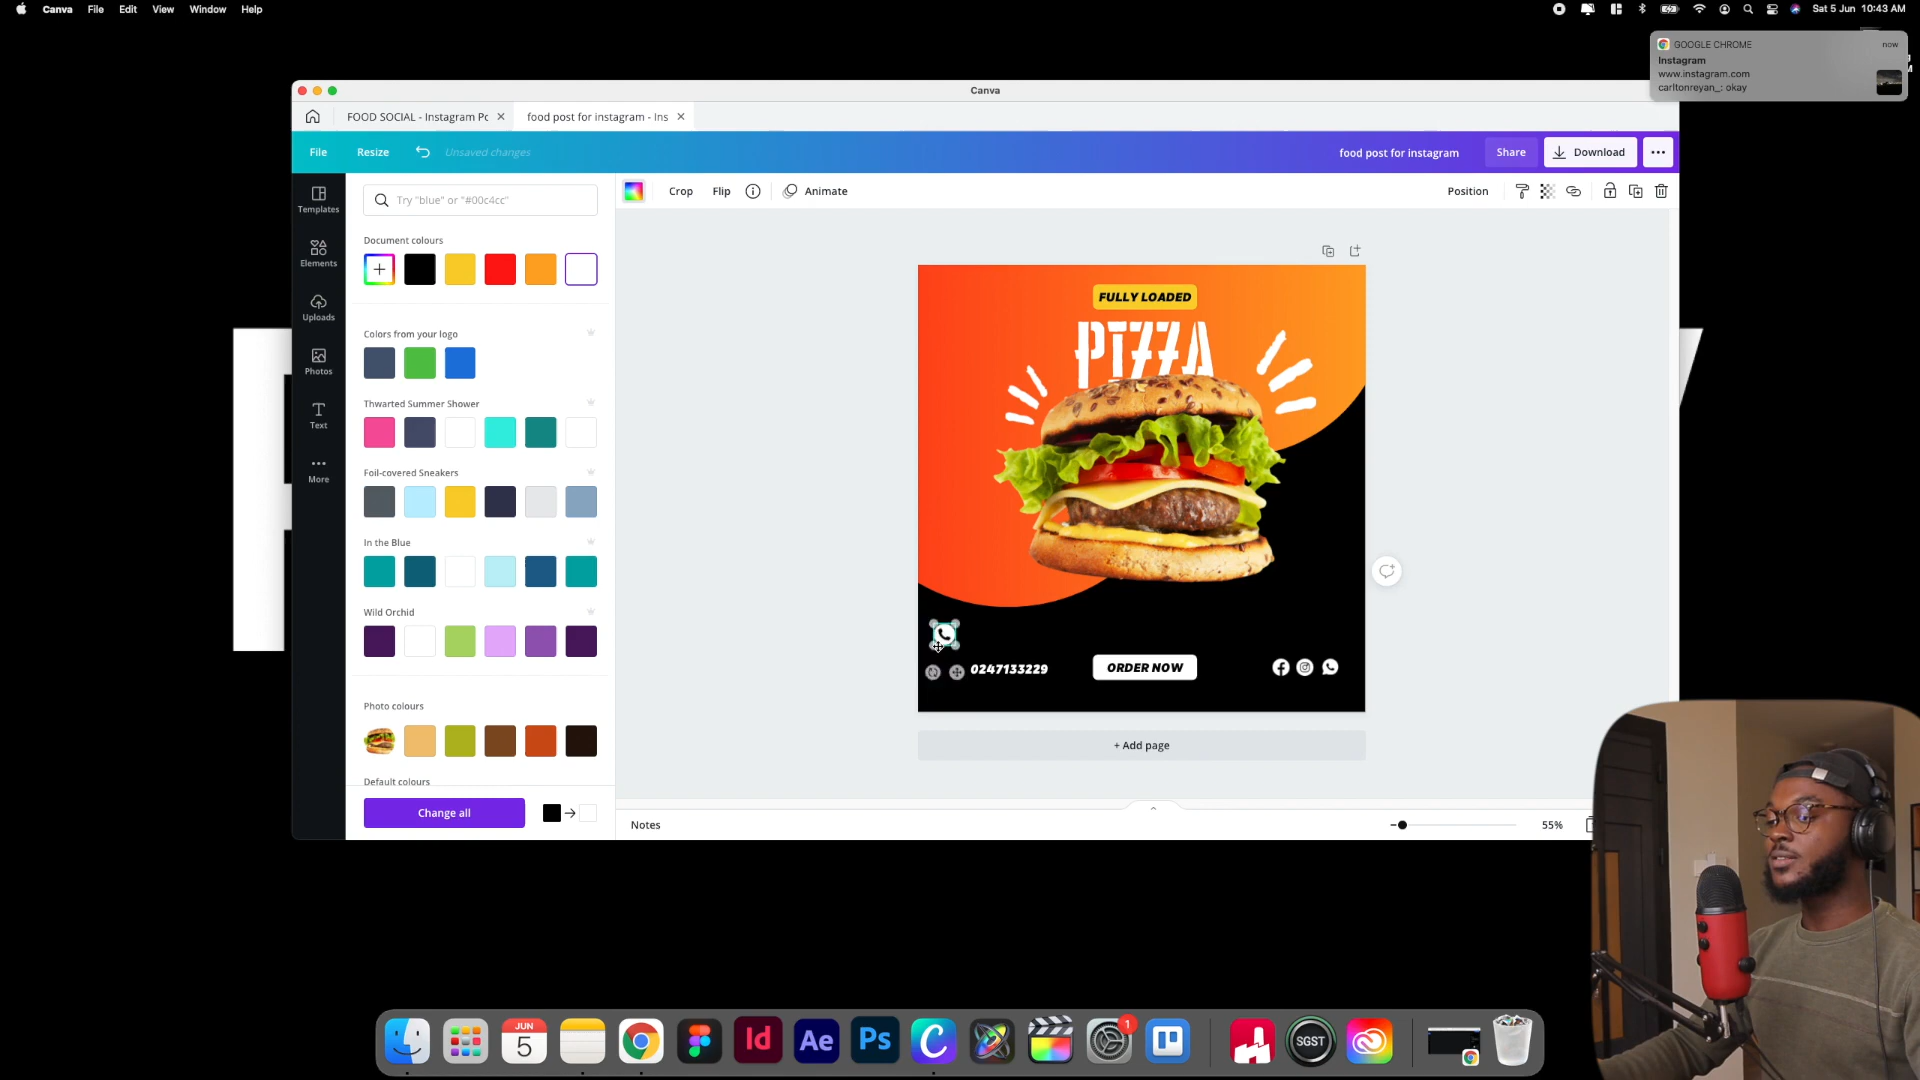 Canva File Edit View Window Help
Sat 5 Jun 10:43 AM
GOOGLE CHROME now
Instagram
www.instagram.com
carltonreyan_: okay
Canva
FOOD SOCIAL - Instagram Pc
food post for instagram - Ins
File Resize Unsaved changes
food post for instagram Share Download
Templates
Elements
Uploads
Photos
Text
More
Try "blue" or "#00c4cc"
Document colours
Colors from your logo
Thwarted Summer Shower
Foil-covered Sneakers
In the Blue
Wild Orchid
Photo colours
Default colours
Change all
Crop Flip Animate
Position
FULLY LOADED
PIZZA
0247133229
ORDER NOW
+ Add page
Notes
55%
JUN
5
Id
Ae
Ps
C
1
SGST